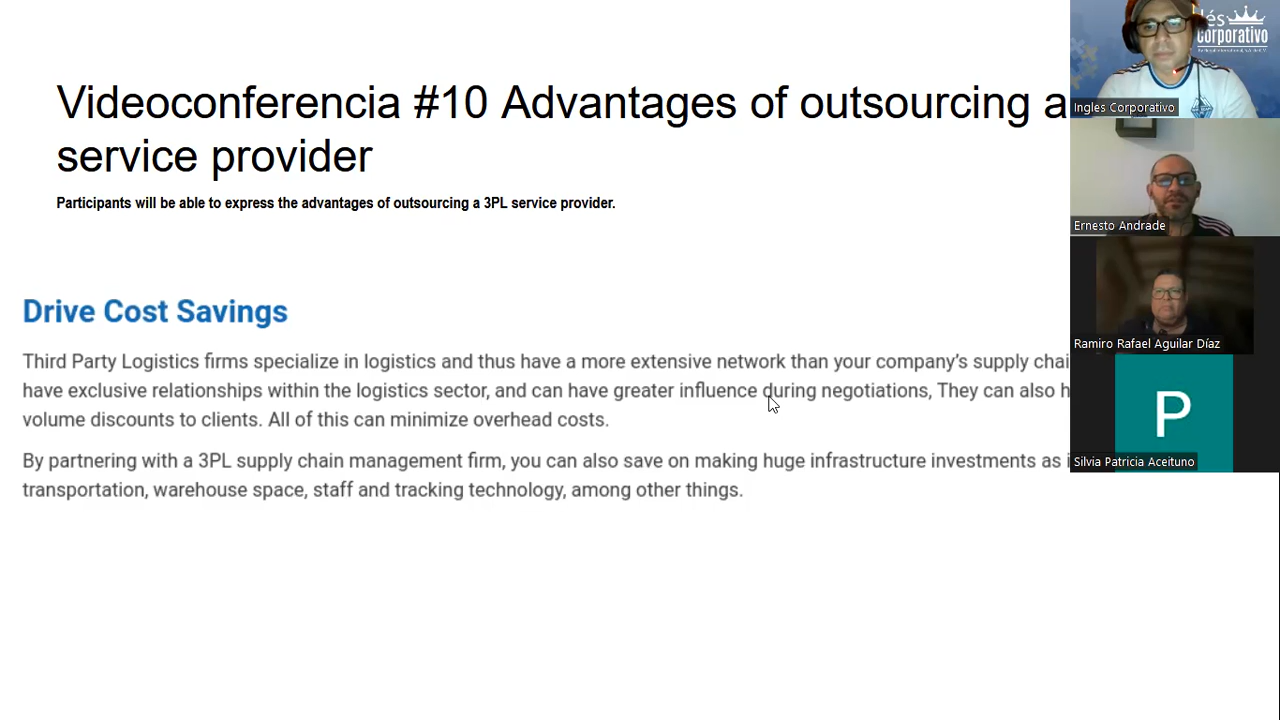 Videoconferencia #10 Advantages of outsourcing a
service provider
Participants will be able to express the advantages of outsourcing a 3PL service provider.
Drive Cost Savings
Third Party Logistics firms specialize in logistics and thus have a more extensive network than your company's supply chai
have exclusive relationships within the logistics sector, and can have greater influence during negotiations, They can also h
volume discounts to clients. All of this can minimize overhead costs.
By partnering with a 3PL supply chain management firm, you can also save on making huge infrastructure investments as i
transportation, warehouse space, staff and tracking technology, among other things.
lés
corporativo
Ingles Corporativo
Ernesto Andrade
Ramiro Rafael Aguilar Díaz
P
Silvia Patricia Aceituno